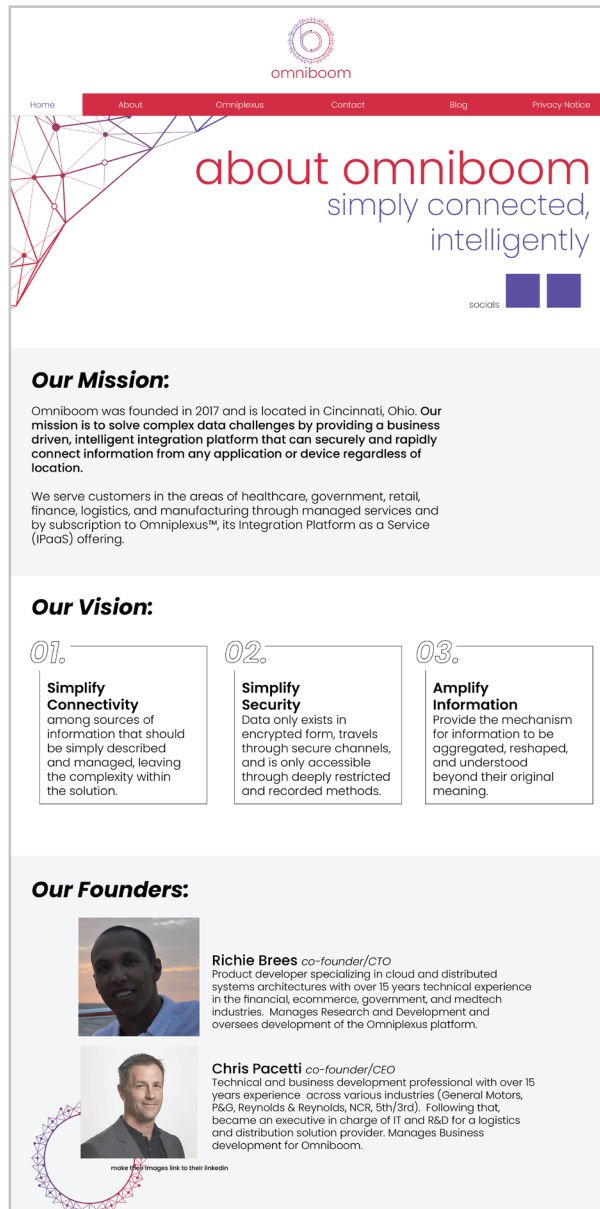 omniboom
Home About Omniplexus Contact Blog Privacy Notice
about omniboom
simply connected,
intelligently
socials
Our Mission:
Omniboom was founded in 2017 and is located in Cincinnati, Ohio. Our
mission is to solve complex data challenges by providing a business
driven, intelligent integration platform that can securely and rapidly
connect information from any application or device regardless of
location.
We serve customers in the areas of healthcare, government, retail,
finance, logistics, and manufacturing through managed services and
by subscription to Omniplexus™, its Integration Platform as a Service
(IPaaS) offering.
Our Vision:
01.
Simplify
Connectivity
among sources of
information that should
be simply described
and managed, leaving
the complexity within
the solution.
02.
Simplify
Security
Data only exists in
encrypted form, travels
through secure channels,
and is only accessible
through deeply restricted
and recorded methods.
03.
Amplify
Information
Provide the mechanism
for information to be
aggregated, reshaped,
and understood
beyond their original
meaning.
Our Founders:
Richie Brees co-founder/CTO
Product developer specializing in cloud and distributed
systems architectures with over 15 years technical experience
in the financial, ecommerce, government, and medtech
industries. Manages Research and Development and
oversees development of the Omniplexus platform.
Chris Pacetti co-founder/CEO
Technical and business development professional with over 15
years experience across various industries (General Motors,
P&G, Reynolds & Reynolds, NCR, 5th/3rd). Following that,
became an executive in charge of IT and R&D for a logistics
and distribution solution provider. Manages Business
development for Omniboom.
make images link to their linkedin